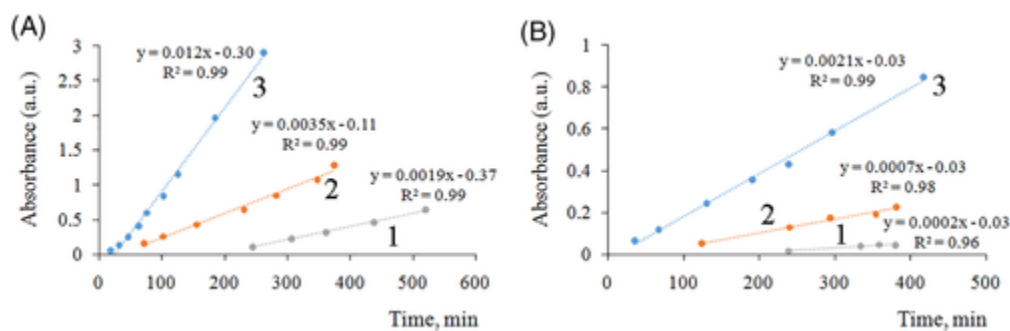 (A)
Absorbance (a.u.)
3
2.5
2
1.5
1
0.5
0
0
100
200
300
400
500
600
Time, min
y = 0.012x - 0.30
R² = 0.99
3
y = 0.0035x - 0.11
R² = 0.99
2
y = 0.0019x - 0.37
R² = 0.99
1
(B)
Absorbance (a.u.)
1
0.8
0.6
0.4
0.2
0
0
100
200
300
400
500
Time, min
y = 0.0021x - 0.03
R² = 0.99
3
y = 0.0007x - 0.03
R² = 0.98
2
1
y = 0.0002x - 0.03
R² = 0.96